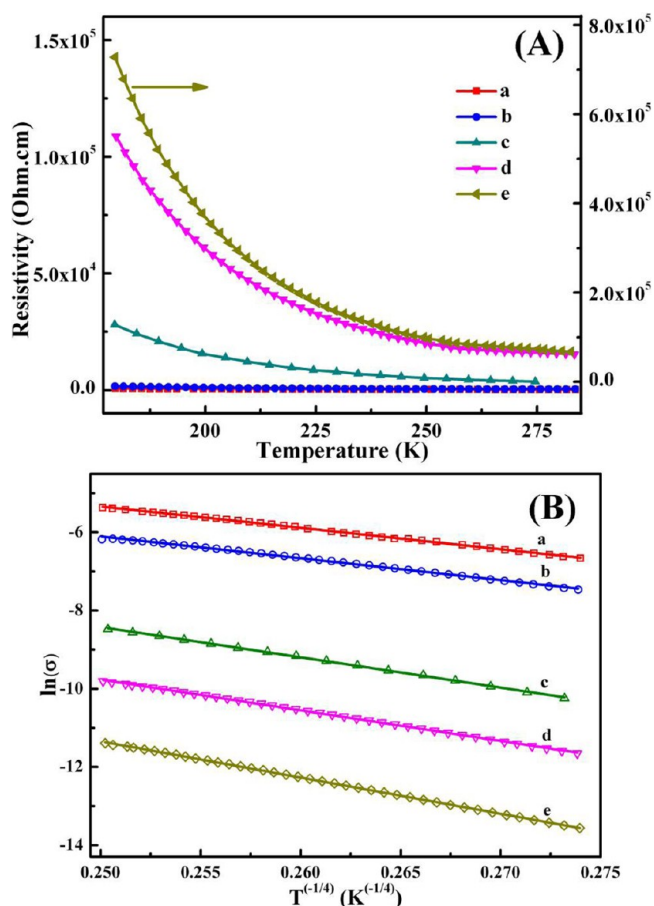 (A)
1.5x10^5
1.0x10^5
5.0x10^4
0.0
Resistivity (Ohm.cm)
8.0x10^5
6.0x10^5
4.0x10^5
2.0x10^5
0.0
a
b
c
d
e
200
225
250
275
Temperature (K)
(B)
-6
-8
-10
-12
-14
ln(σ)
a
b
c
d
e
0.250
0.255
0.260
0.265
0.270
0.275
T^(-1/4) (K^(-1/4))